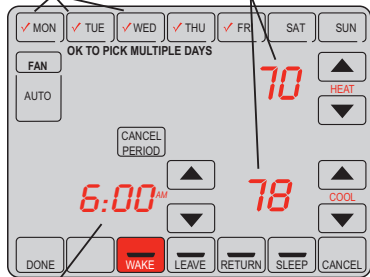 ✓ MON ✓ TUE ✓ WED ✓ THU ✓ FRI SAT SUN
OK TO PICK MULTIPLE DAYS
FAN
AUTO
70
HEAT
CANCEL
PERIOD
6:00 AM
78
COOL
DONE WAKE LEAVE RETURN SLEEP CANCEL